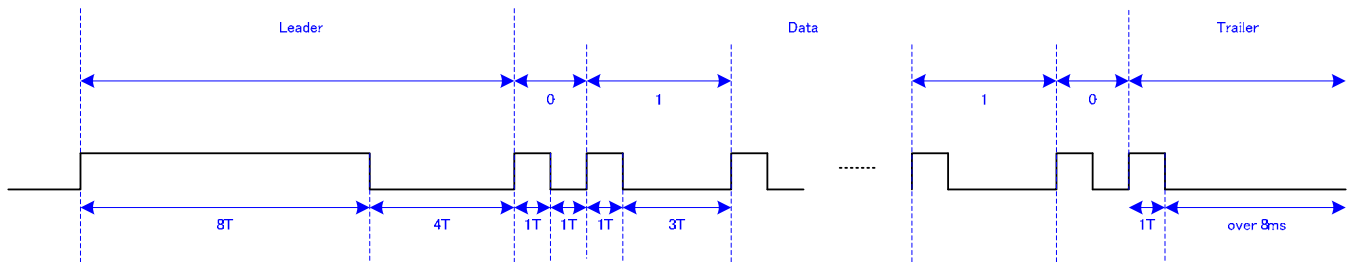 Leader Data Trailer
0 1 1 0
8T 4T 1T 1T 1T 3T 1T over 8ms